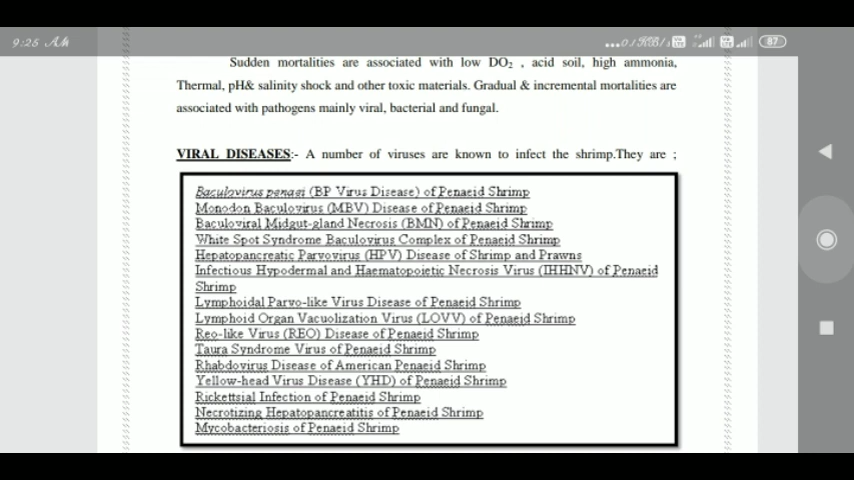 9:25 AM
...0.1 KB/s
87
Sudden mortalities are associated with low DO2 , acid soil, high ammonia,
Thermal, pH& salinity shock and other toxic materials. Gradual & incremental mortalities are
associated with pathogens mainly viral, bacterial and fungal.
VIRAL DISEASES:- A number of viruses are known to infect the shrimp.They are ;
Baculovirus penaei (BP Virus Disease) of Penaeid Shrimp
Monodon Baculovirus (MBV) Disease of Penaeid Shrimp
Baculoviral Midgut-gland Necrosis (BMN) of Penaeid Shrimp
White Spot Syndrome Baculovirus Complex of Penaeid Shrimp
Hepatopancreatic Parvovirus (HPV) Disease of Shrimp and Prawns
Infectious Hypodermal and Haematopoietic Necrosis Virus (IHHNV) of Penaeid
Shrimp
Lymphoidal Parvo-like Virus Disease of Penaeid Shrimp
Lymphoid Organ Vacuolization Virus (LOVV) of Penaeid Shrimp
Reo-like Virus (REO) Disease of Penaeid Shrimp
Taura Syndrome Virus of Penaeid Shrimp
Rhabdovirus Disease of American Penaeid Shrimp
Yellow-head Virus Disease (YHD) of Penaeid Shrimp
Rickettsial Infection of Penaeid Shrimp
Necrotizing Hepatopancreatitis of Penaeid Shrimp
Mycobacteriosis of Penaeid Shrimp